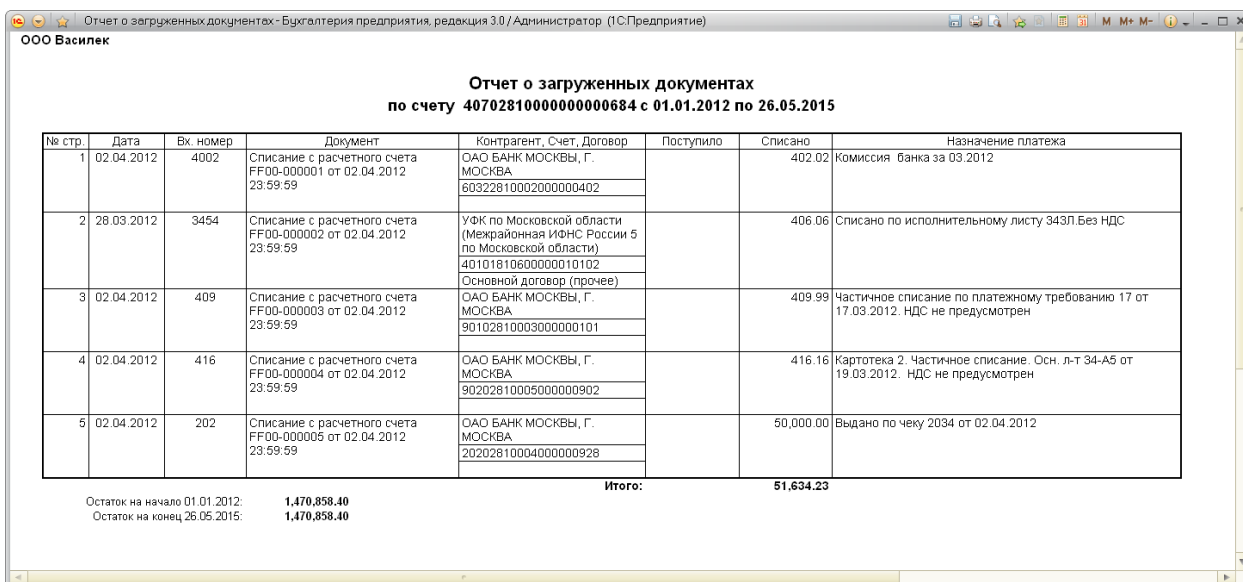 Отчет о загруженных документах - Бухгалтерия предприятия, редакция 3.0 / Администратор (1С:Предприятие)
M M+ M-
ООО Василек
Отчет о загруженных документах
по счету 40702810000000000684 с 01.01.2012 по 26.05.2015
№ стр. Дата Вх. номер Документ Контрагент, Счет, Договор Поступило Списано Назначение платежа
1 02.04.2012 4002 Списание с расчетного счета ОАО БАНК МОСКВЫ, Г. 402.02 Комиссия банка за 03.2012
FF00-000001 от 02.04.2012 МОСКВА
23:59:59 60322810002000000402
2 28.03.2012 3454 Списание с расчетного счета УФК по Московской области 406.06 Списано по исполнительному листу 343Л.Без НДС
FF00-000002 от 02.04.2012 (Межрайонная ИФНС России 5
23:59:59 по Московской области)
40101810600000010102
Основной договор (прочее)
3 02.04.2012 409 Списание с расчетного счета ОАО БАНК МОСКВЫ, Г. 409.99 Частичное списание по платежному требованию 17 от
FF00-000003 от 02.04.2012 МОСКВА 17.03.2012. НДС не предусмотрен
23:59:59 90102810003000000101
4 02.04.2012 416 Списание с расчетного счета ОАО БАНК МОСКВЫ, Г. 416.16 Картотека 2. Частичное списание. Осн. л-т 34-А5 от
FF00-000004 от 02.04.2012 МОСКВА 19.03.2012. НДС не предусмотрен
23:59:59 90202810005000000902
5 02.04.2012 202 Списание с расчетного счета ОАО БАНК МОСКВЫ, Г. 50,000.00 Выдано по чеку 2034 от 02.04.2012
FF00-000005 от 02.04.2012 МОСКВА
23:59:59 20202810004000000928
Итого: 51,634.23
Остаток на начало 01.01.2012: 1,470,858.40
Остаток на конец 26.05.2015: 1,470,858.40